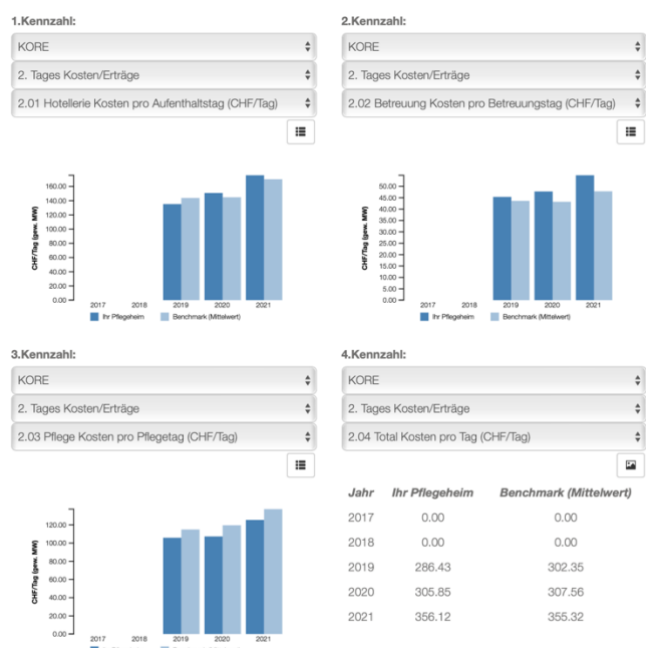 1.Kennzahl:
KORE
2. Tages Kosten/Erträge
2.01 Hotellerie Kosten pro Aufenthaltstag (CHF/Tag)
CHF/Tag (gew. MW)
160.00
140.00
120.00
100.00
80.00
60.00
40.00
20.00
0.00
2017 2018 2019 2020 2021
Ihr Pflegeheim Benchmark (Mittelwert)
2.Kennzahl:
KORE
2. Tages Kosten/Erträge
2.02 Betreuung Kosten pro Betreuungstag (CHF/Tag)
CHF/Tag (gew. MW)
50.00
45.00
40.00
35.00
30.00
25.00
20.00
15.00
10.00
5.00
0.00
2017 2018 2019 2020 2021
Ihr Pflegeheim Benchmark (Mittelwert)
3.Kennzahl:
KORE
2. Tages Kosten/Erträge
2.03 Pflege Kosten pro Pflegetag (CHF/Tag)
CHF/Tag (gew. MW)
120.00
100.00
80.00
60.00
40.00
20.00
0.00
2017 2018 2019 2020 2021
4.Kennzahl:
KORE
2. Tages Kosten/Erträge
2.04 Total Kosten pro Tag (CHF/Tag)
Jahr Ihr Pflegeheim Benchmark (Mittelwert)
2017 0.00 0.00
2018 0.00 0.00
2019 286.43 302.35
2020 305.85 307.56
2021 356.12 355.32